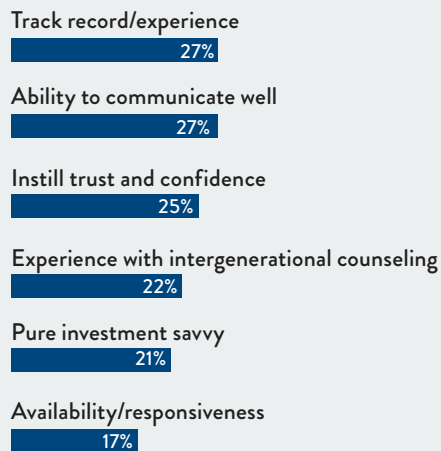 Track record/experience
27%
Ability to communicate well
27%
Instill trust and confidence
25%
Experience with intergenerational counseling
22%
Pure investment savvy
21%
Availability/responsiveness
17%